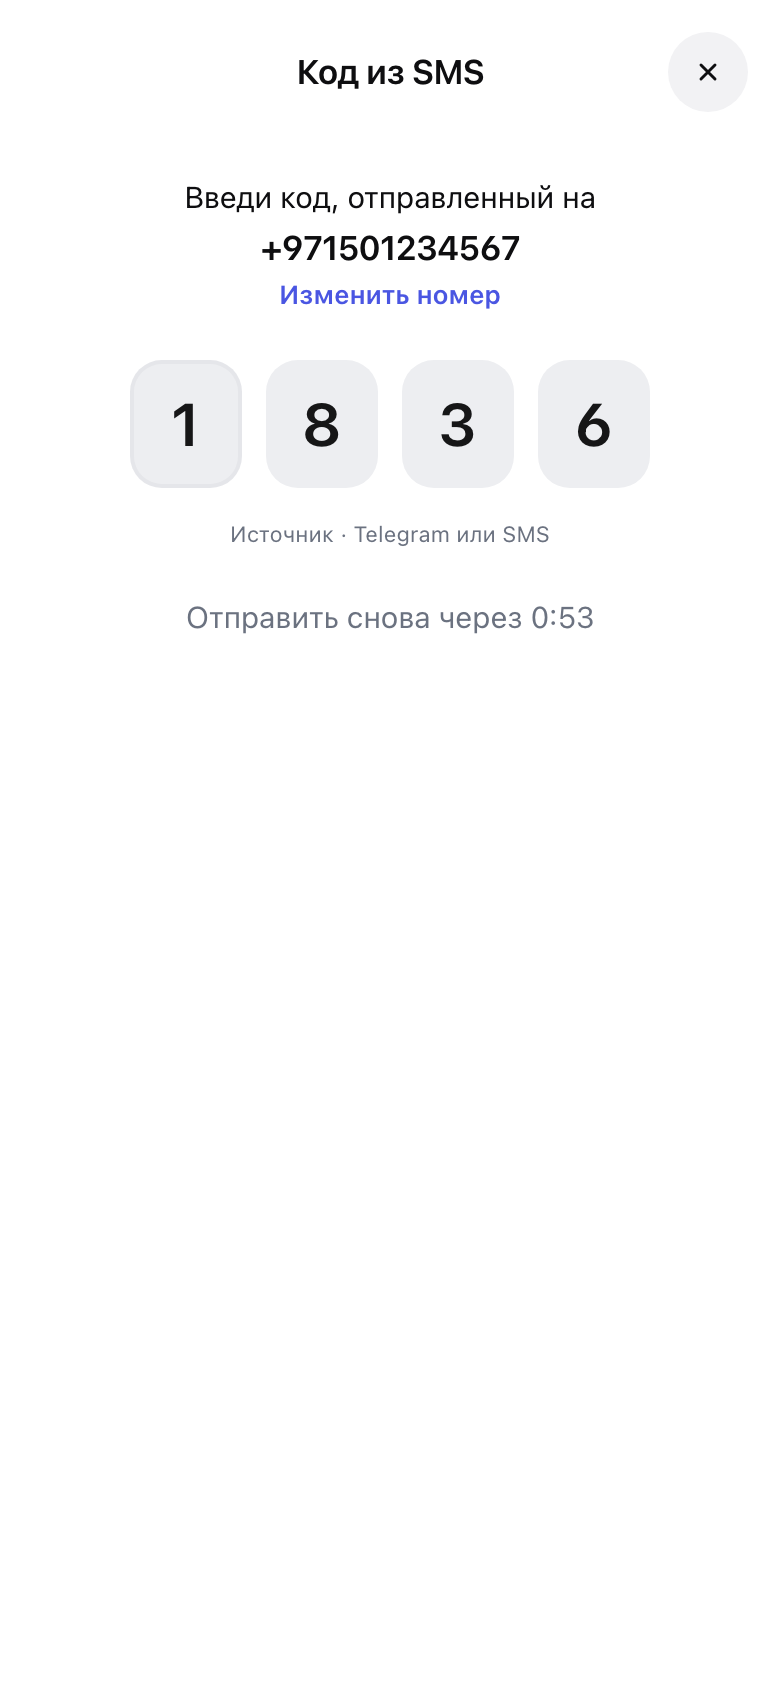 Код из SMS
Введи код, отправленный на
+971501234567
Изменить номер
1 8 3 6
Источник · Telegram или SMS
Отправить снова через 0:53